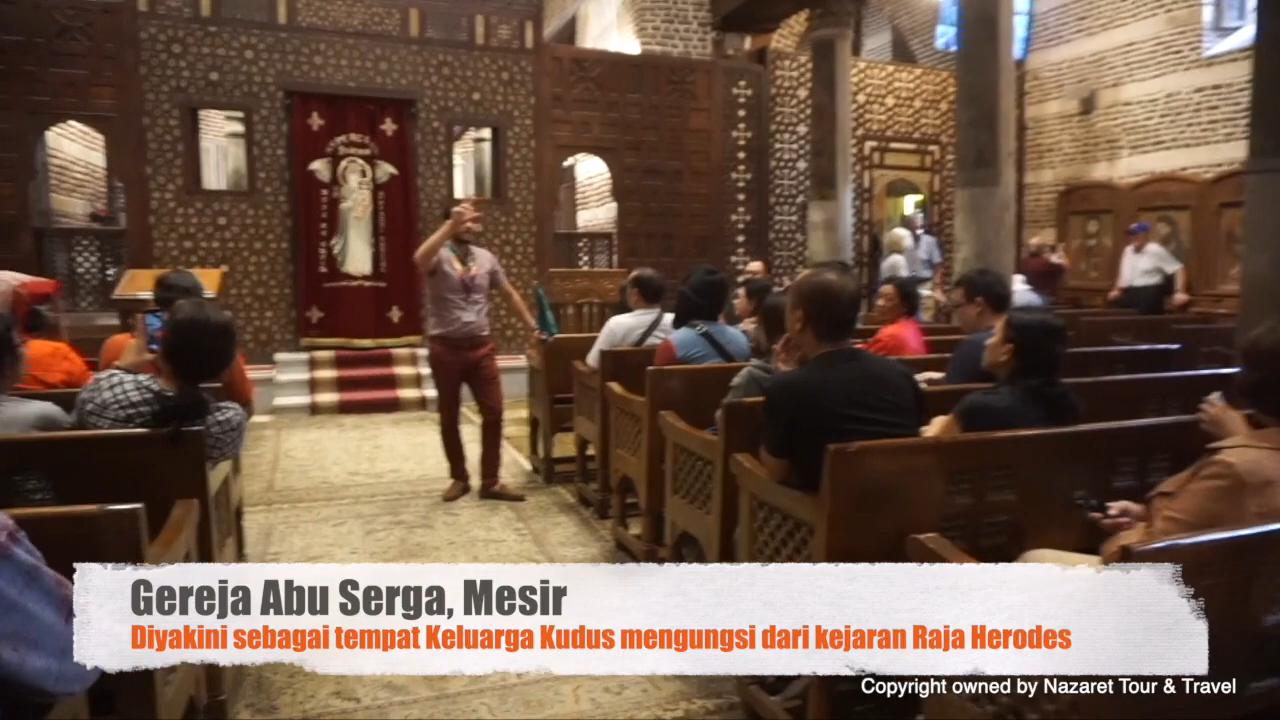 Gereja Abu Serga, Mesir
Diyakini sebagai tempat Keluarga Kudus mengungsi dari kejaran Raja Herodes
Copyright owned by Nazaret Tour & Travel